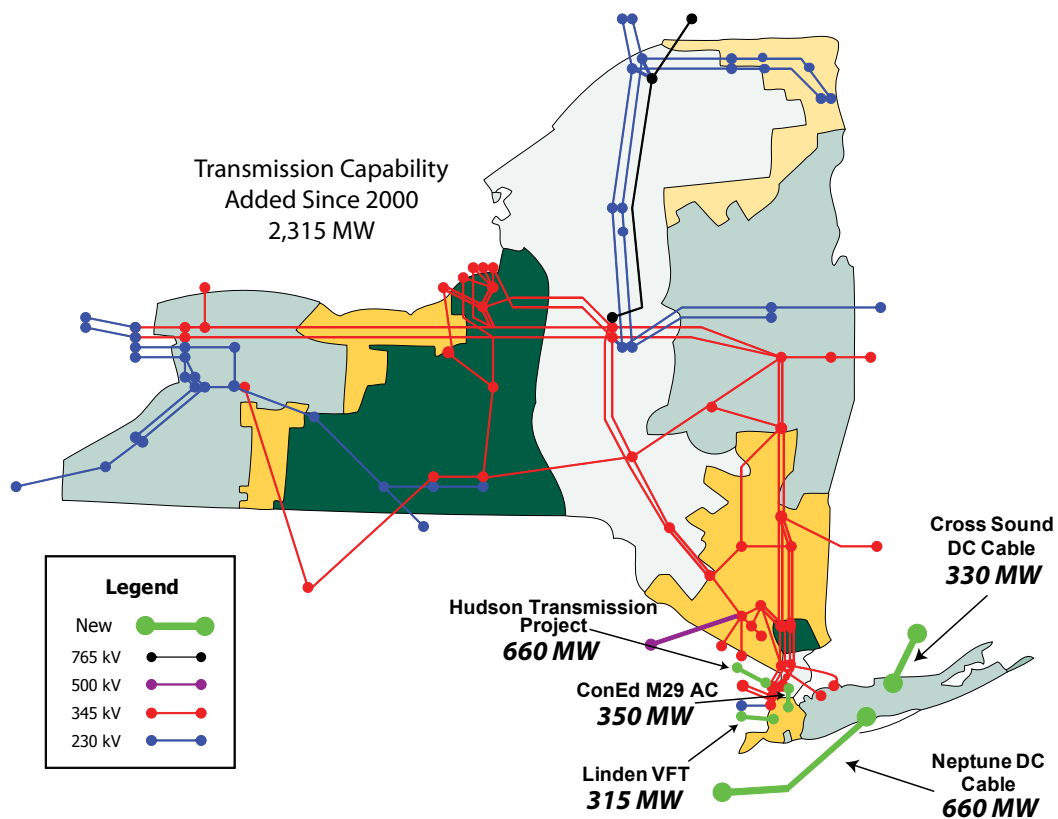 Transmission Capability
Added Since 2000
2,315 MW
Cross Sound
DC Cable
330 MW
Legend
New
765 kV
500 kV
345 kV
230 kV
Hudson Transmission
Project
660 MW
ConEd M29 AC
350 MW
Linden VFT
315 MW
Neptune DC
Cable
660 MW